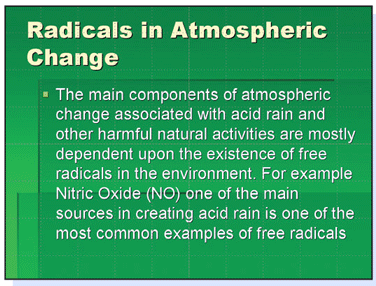 Radicals in Atmospheric
Change
The main components of atmospheric
change associated with acid rain and
other harmful natural activities are mostly
dependent upon the existence of free
radicals in the environment. For example
Nitric Oxide (NO) one of the main
sources in creating acid rain is one of the
most common examples of free radicals